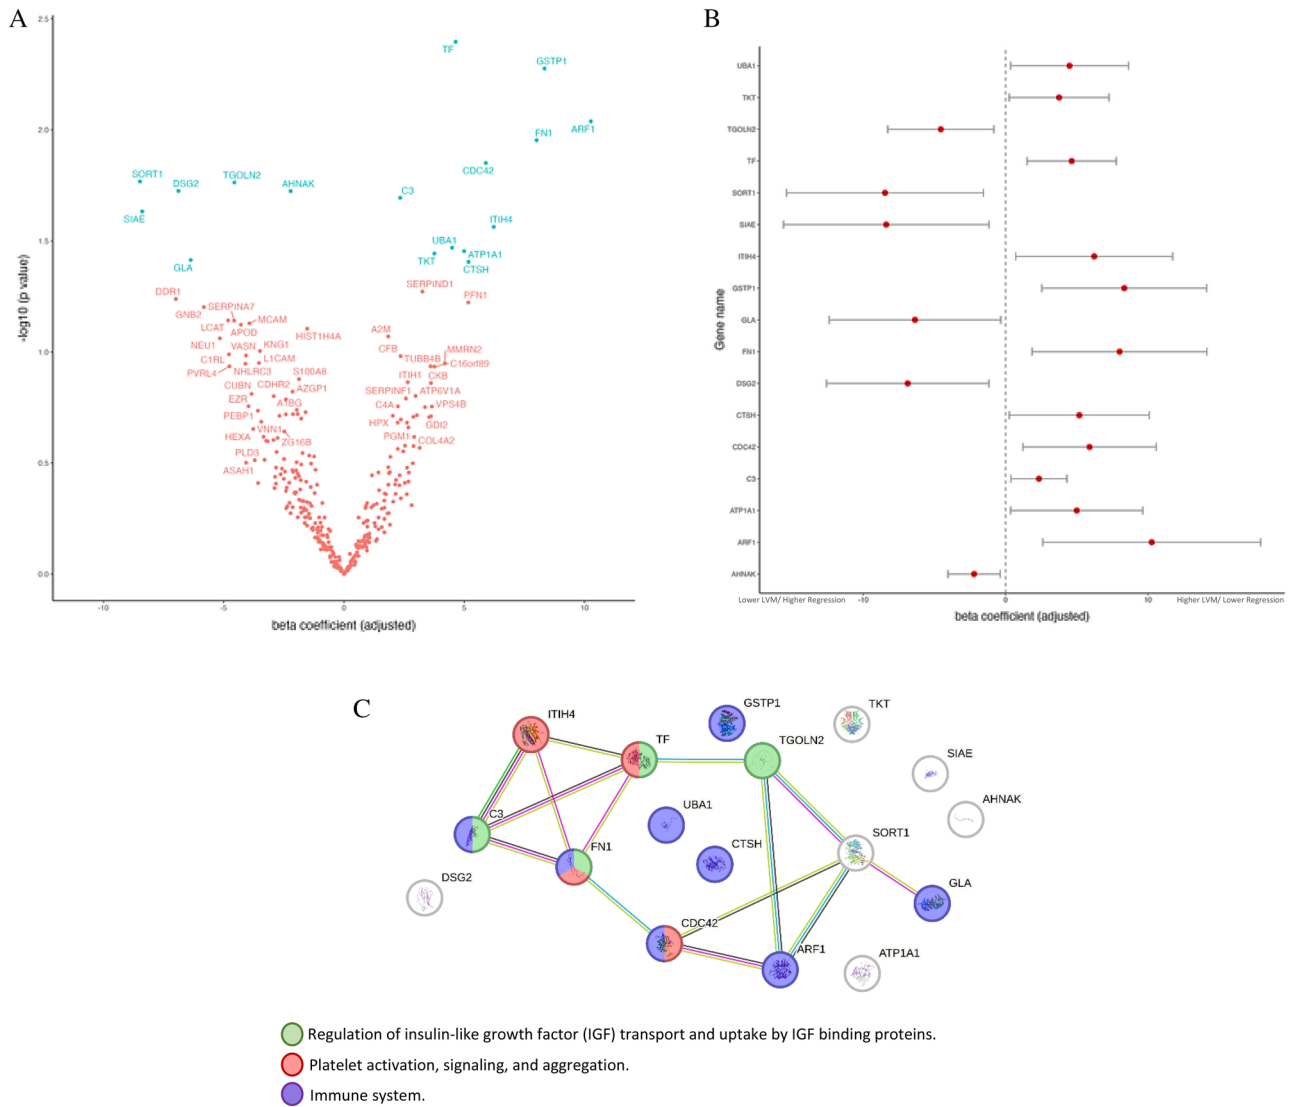 A
2.5
2.0
1.5
1.0
0.5
0.0
-log10 (p value)
TF
GSTP1
ARF1
FN1
CDC42
SORT1
DSG2
TGOLN2
AHNAK
C3
SIAE
ITIH4
UBA1
ATP1A1
TKT
CTSH
GLA
SERPIND1
PFN1
DDR1
GNB2
SERPINA7
LCAT
APOD
MCAM
HIST1H4A
NEU1
VASN
KNG1
C1RL
L1CAM
PVRL4
NHLRC3
S100A8
CUBN
CDHR2
AZGP1
EZR
A1BG
PEBP1
VNN1
HEXA
ZG16B
PLD3
ASAH1
A2M
CFB
TUBB4B
MMRN2
C16orf89
ITIH1
CKB
SERPINF1
ATP6V1A
C4A
VPS4B
HPX
GDI2
PGM1
COL4A2
-10
-5
0
5
10
beta coefficient (adjusted)
B
Gene name
UBA1
TKT
TGOLN2
TF
SORT1
SIAE
ITIH4
GSTP1
GLA
FN1
DSG2
CTSH
CDC42
C3
ATP1A1
ARF1
AHNAK
Lower LVM/ Higher Regression
-10
0
10
Higher LVM/ Lower Regression
beta coefficient (adjusted)
C
ITIH4
GSTP1
TKT
TF
TGOLN2
SIAE
AHNAK
UBA1
C3
SORT1
FN1
CTSH
DSG2
GLA
CDC42
ARF1
ATP1A1
Regulation of insulin-like growth factor (IGF) transport and uptake by IGF binding proteins.
Platelet activation, signaling, and aggregation.
Immune system.